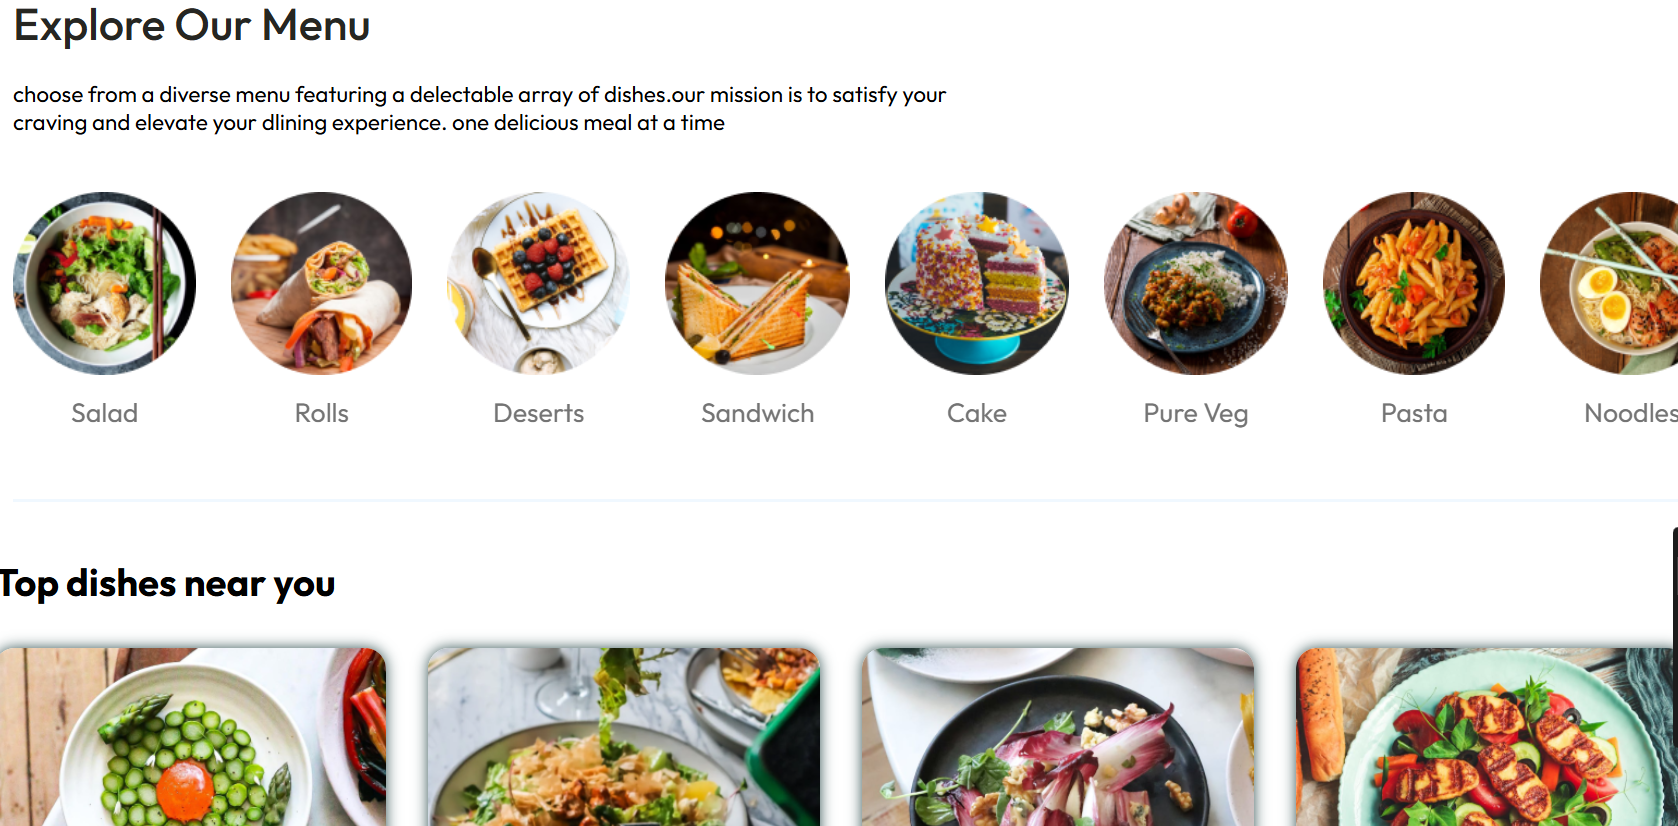 Explore Our Menu
choose from a diverse menu featuring a delectable array of dishes.our mission is to satisfy your
craving and elevate your dlining experience. one delicious meal at a time
Salad
Rolls
Deserts
Sandwich
Cake
Pure Veg
Pasta
Noodles
Top dishes near you